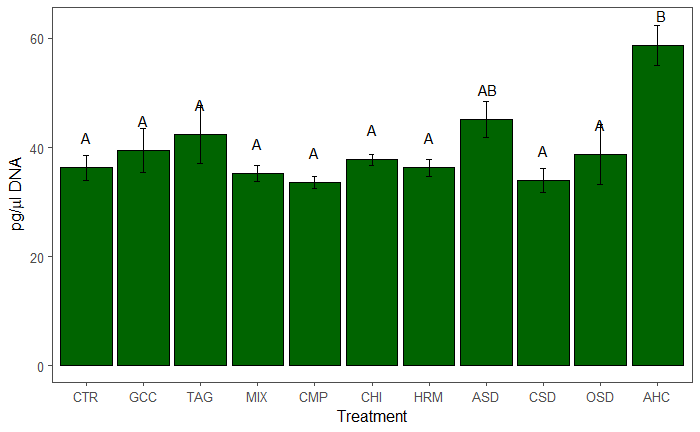 B
60
AB
A A A A A A A A A
40
pg/µl DNA
20
0
CTR GCC TAG MIX CMP CHI HRM ASD CSD OSD AHC
Treatment